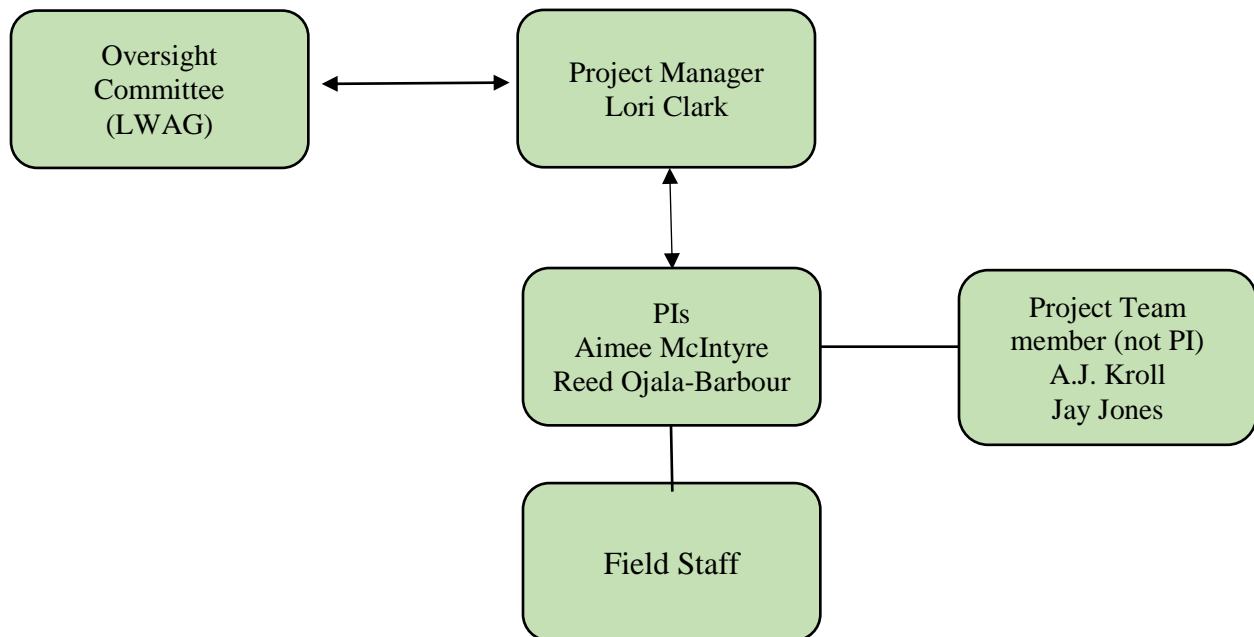 Oversight
Committee
(LWAG)
Project Manager
Lori Clark
PIs
Aimee McIntyre
Reed Ojala-Barbour
Project Team
member (not PI)
A.J. Kroll
Jay Jones
Field Staff